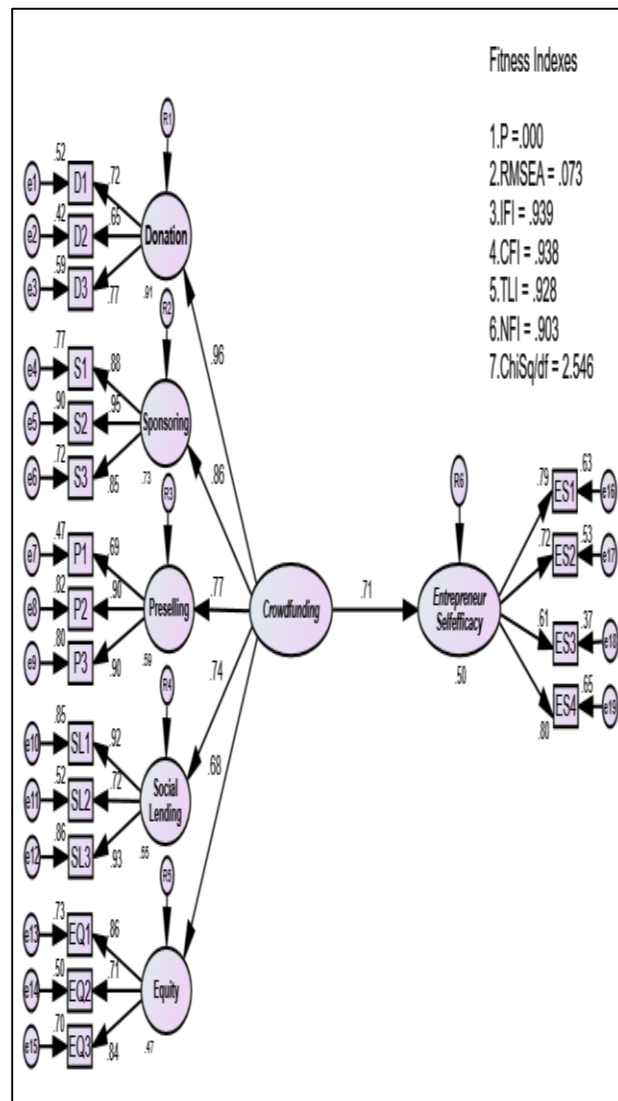 Fitness Indexes
1.P =.000
2.RMSEA = .073
3.IFI = .939
4.CFI = .938
5.TLI = .928
6.NFI = .903
7.ChiSq/df = 2.546
R1
.52
e1
D1
.72
.42
e2
D2
.65
Donation
.59
e3
D3
.77
.91
R2
.96
.77
e4
S1
.88
.90
e5
S2
.95
Sponsoring
.72
e6
S3
.85
.73
R3
.86
.47
e7
P1
.69
.82
e8
P2
.90
Preselling
.77
.80
e9
P3
.90
.59
R4
.74
Crowdfunding
.71
R6
Entrepreneur
Selfefficacy
.50
.79
ES1
.63
e16
.72
ES2
.53
e17
.61
ES3
.37
e18
.80
ES4
.65
e19
.85
e10
SL1
.92
.52
e11
SL2
.72
Social
Lending
.86
e12
SL3
.93
.55
R5
.68
.73
e13
EQ1
.86
.50
e14
EQ2
.71
Equity
.70
e15
EQ3
.84
.47